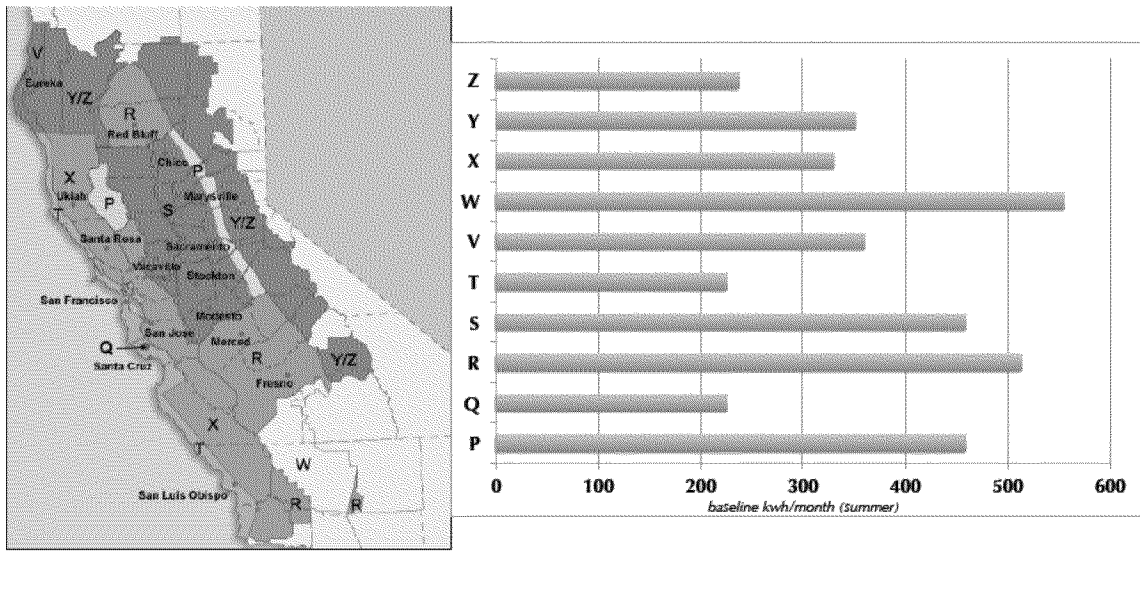 V
Eureka
Y/Z
R
Red Bluff
Chico
P
X
Ukiah
P
Marysville
T
S
Y/Z
Santa Rosa
Sacramento
Vacaville
Stockton
San Francisco
Modesto
San Jose
Merced
Q
R
Y/Z
Santa Cruz
Fresno
X
T
W
San Luis Obispo
R
R
Z
Y
X
W
V
T
S
R
Q
P
0 100 200 300 400 500 600
baseline kwh/month (summer)